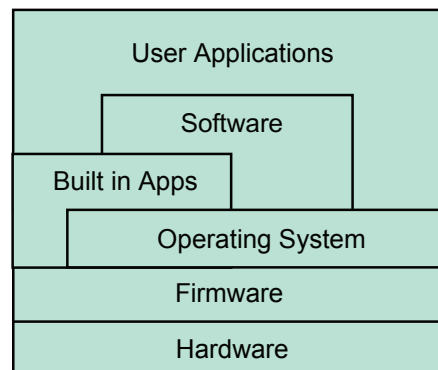 User Applications
Software
Built in Apps
Operating System
Firmware
Hardware